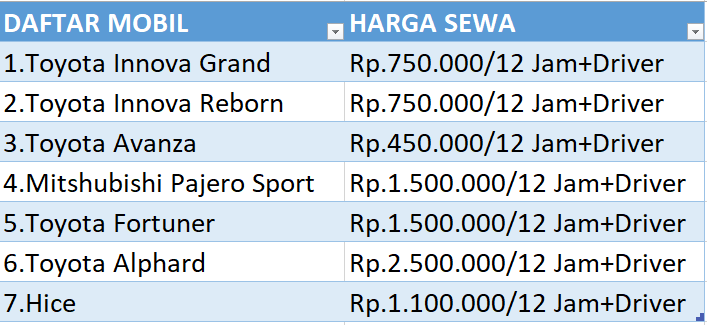 DAFTAR MOBIL HARGA SEWA
1.Toyota Innova Grand Rp.750.000/12 Jam+Driver
2.Toyota Innova Reborn Rp.750.000/12 Jam+Driver
3.Toyota Avanza Rp.450.000/12 Jam+Driver
4.Mitshubishi Pajero Sport Rp.1.500.000/12 Jam+Driver
5.Toyota Fortuner Rp.1.500.000/12 Jam+Driver
6.Toyota Alphard Rp.2.500.000/12 Jam+Driver
7.Hice Rp.1.100.000/12 Jam+Driver